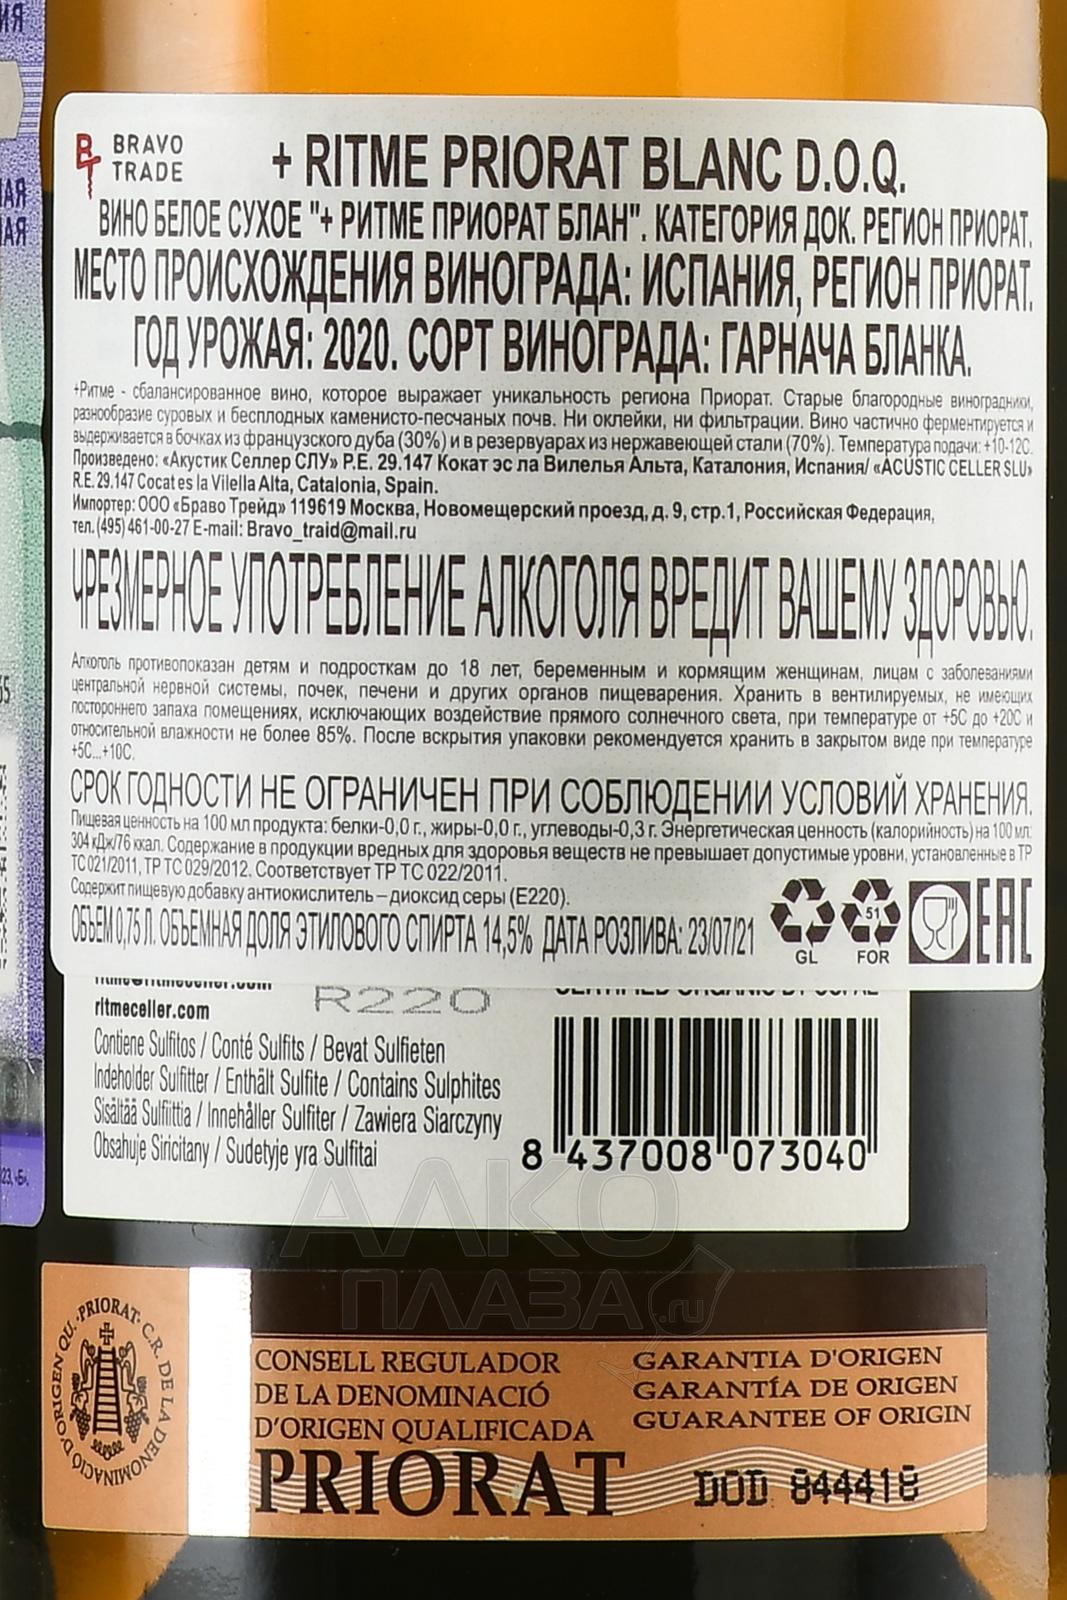 ИЯ
АЯ
АЯ
BRAVO
TRADE
+ RITME PRIORAT BLANC D.O.Q.
ВИНО БЕЛОЕ СУХОЕ "+ РИТМЕ ПРИОРАТ БЛАН". КАТЕГОРИЯ ДОК. РЕГИОН ПРИОРАТ.
МЕСТО ПРОИСХОЖДЕНИЯ ВИНОГРАДА: ИСПАНИЯ, РЕГИОН ПРИОРАТ.
ГОД УРОЖАЯ: 2020. СОРТ ВИНОГРАДА: ГАРНАЧА БЛАНКА.
+Ритме - сбалансированное вино, которое выражает уникальность региона Приорат. Старые благородные виноградники,
разнообразие суровых и бесплодных каменисто-песчаных почв. Ни оклейки, ни фильтрации. Вино частично ферментируется и
выдерживается в бочках из французского дуба (30%) и в резервуарах из нержавеющей стали (70%). Температура подачи: +10-12С.
Произведено: «Акустик Селлер СЛУ» Р.Е. 29.147 Кокат эс ла Вилелья Альта, Каталония, Испания/ «ACUSTIC CELLER SLU»
R.E. 29.147 Cocat es la Vilella Alta, Catalonia, Spain.
Импортер: ООО «Браво Трейд» 119619 Москва, Новомещерский проезд, д. 9, стр.1, Российская Федерация,
тел. (495) 461-00-27 E-mail: Bravo_traid@mail.ru
ЧРЕЗМЕРНОЕ УПОТРЕБЛЕНИЕ АЛКОГОЛЯ ВРЕДИТ ВАШЕМУ ЗДОРОВЬЮ.
Алкоголь противопоказан детям и подросткам до 18 лет, беременным и кормящим женщинам, лицам с заболеваниями
центральной нервной системы, почек, печени и других органов пищеварения. Хранить в вентилируемых, не имеющих
постороннего запаха помещениях, исключающих воздействие прямого солнечного света, при температуре от +5С до +20С и
относительной влажности не более 85%. После вскрытия упаковки рекомендуется хранить в закрытом виде при температуре
+5С...+10С.
СРОК ГОДНОСТИ НЕ ОГРАНИЧЕН ПРИ СОБЛЮДЕНИИ УСЛОВИЙ ХРАНЕНИЯ.
Пищевая ценность на 100 мл продукта: белки-0,0 г., жиры-0,0 г., углеводы-0,3 г. Энергетическая ценность (калорийность) на 100 мл:
304 кДж/76 ккал. Содержание в продукции вредных для здоровья веществ не превышает допустимые уровни, установленные в ТР
ТС 021/2011, ТР ТС 029/2012. Соответствует ТР ТС 022/2011.
Содержит пищевую добавку антиокислитель – диоксид серы (Е220).
ОБЪЕМ 0,75 Л. ОБЪЕМНАЯ ДОЛЯ ЭТИЛОВОГО СПИРТА 14,5% ДАТА РОЗЛИВА: 23/07/21
GL
51
FOR
EAC
ritmeceller.com
R220
Contiene Sulfitos / Conté Sulfits / Bevat Sulfieten
Indeholder Sulfitter / Enthält Sulfite / Contains Sulphites
Sisältää Sulfiittia / Innehåller Sulfiter / Zawiera Siarczyny
Obsahuje Siricitany / Sudetyje yra Sulfitai
8 437008 073040
АЛКО
ПЛАЗА.ru
PRIORAT · C.R. DE LA DENOMINACIÓ D'ORIGEN QU.
CONSELL REGULADOR
DE LA DENOMINACIÓ
D'ORIGEN QUALIFICADA
PRIORAT
GARANTIA D'ORIGEN
GARANTÍA DE ORIGEN
GUARANTEE OF ORIGIN
DOD 844418